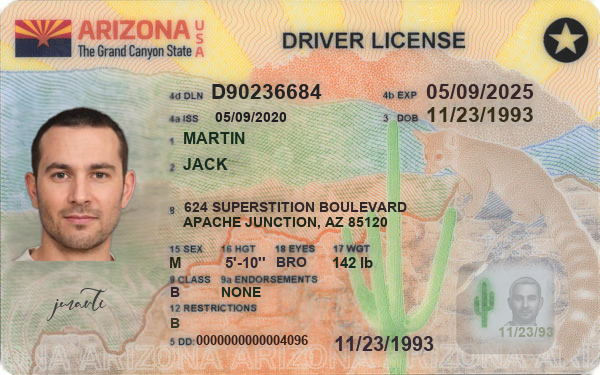 ARIZONA USA
The Grand Canyon State
DRIVER LICENSE
4d DLN D90236684
4b EXP 05/09/2025
4a ISS 05/09/2020
3 DOB 11/23/1993
1 MARTIN
2 JACK
8 624 SUPERSTITION BOULEVARD
APACHE JUNCTION, AZ 85120
15 SEX 16 HGT 18 EYES 17 WGT
M 5'-10" BRO 142 lb
9 CLASS 9a ENDORSEMENTS
B NONE
12 RESTRICTIONS
B
5 DD: 0000000000004096
11/23/1993
11/23/93
ARIZONA ARIZONA ARIZONA ARIZONA